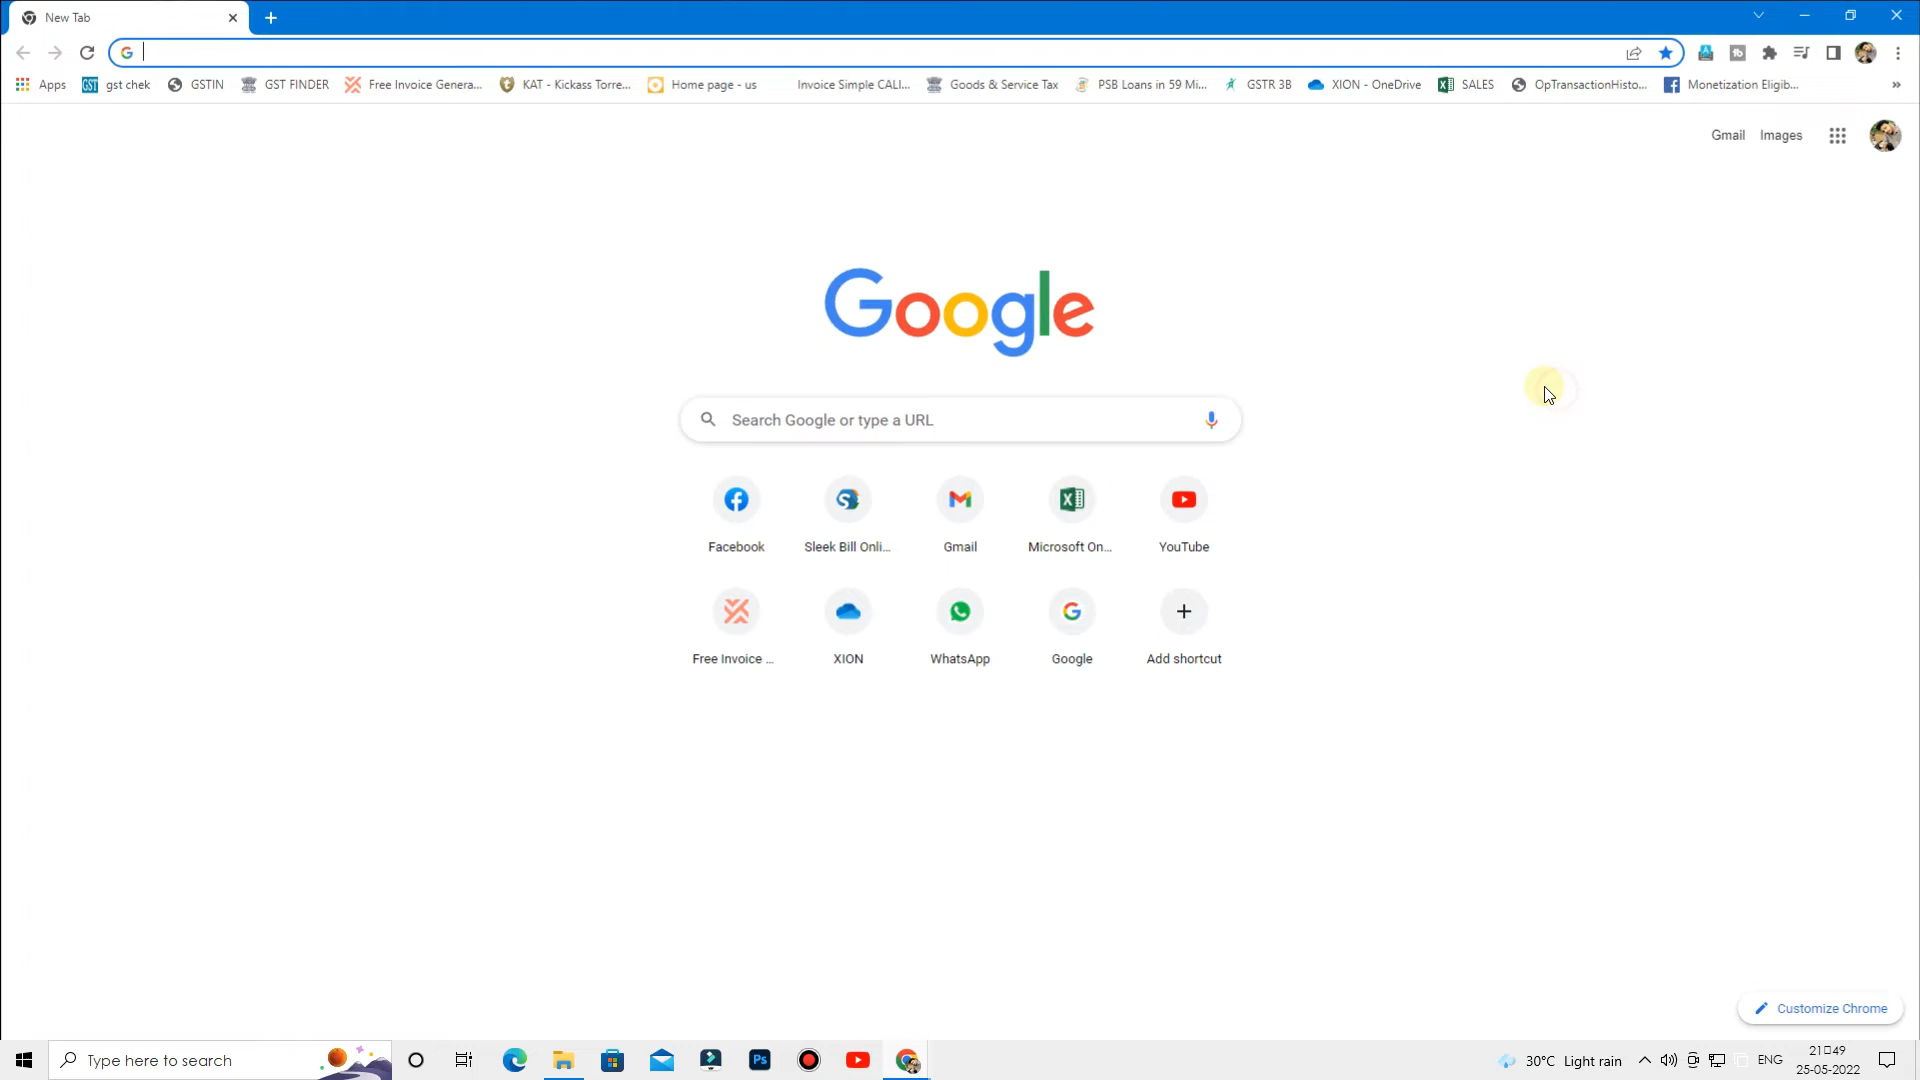 New Tab
Apps gst chek GSTIN GST FINDER Free Invoice Genera... KAT - Kickass Torre... Home page - us Invoice Simple CALI... Goods & Service Tax PSB Loans in 59 Mi... GSTR 3B XION - OneDrive SALES OpTransactionHisto... Monetization Eligib... »
Gmail Images
Google
Search Google or type a URL
Facebook Sleek Bill Onli... Gmail Microsoft On... YouTube
Free Invoice ... XION WhatsApp Google Add shortcut
Customize Chrome
Type here to search Ps 30°C Light rain ENG 21□49
25-05-2022